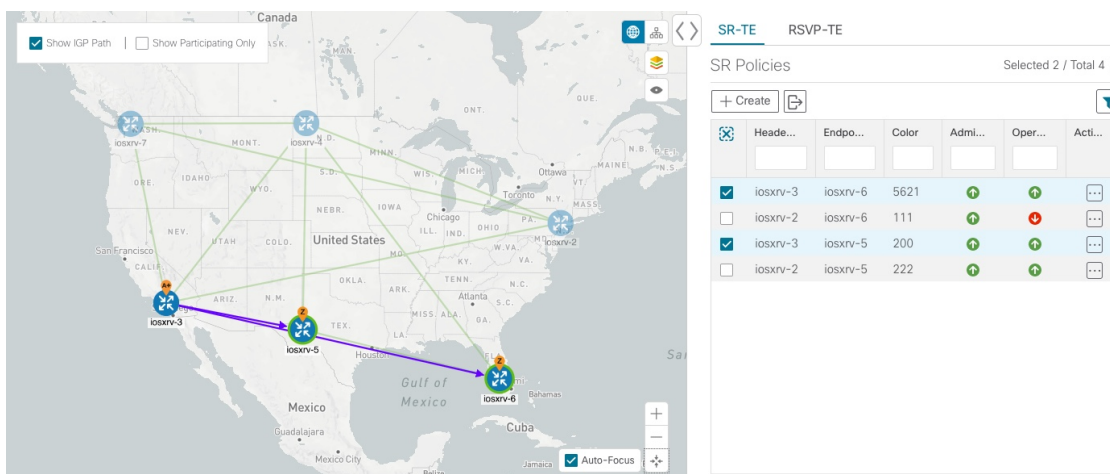 Show IGP Path | Show Participating Only
Canada
MAN.
ONT.
QUE.
WASH.
iosxrv-7
MONT.
N.D.
iosxrv-4
MINN.
N.B.
P.E.I.
N.S.
MAINE
ORE.
IDAHO
WYO.
S.D.
WIS.
MICH.
Ottawa
VT.
Toronto
N.Y.
MASS.
NEBR.
IOWA
Chicago
PA.
NEV.
UTAH
COLO.
United States
ILL.
IND.
OHIO
MD.
iosxrv-2
San Francisco
CALIF.
MO.
W.VA.
KY.
VA.
OKLA.
TENN.
N.C.
A+
ARIZ.
N.M.
ARK.
Atlanta
S.C.
iosxrv-3
Z
TEX.
MISS.
ALA.
GA.
iosxrv-5
LA.
Houston
Z
Gulf of
Mexico
iosxrv-6
Bahamas
Mexico
Cuba
Guadalajara
Mexico City
Jamaica
Belize
Auto-Focus
SR-TE RSVP-TE
SR Policies Selected 2 / Total 4
+ Create
Heade... Endpo... Color Admi... Oper... Acti...
iosxrv-3 iosxrv-6 5621
iosxrv-2 iosxrv-6 111
iosxrv-3 iosxrv-5 200
iosxrv-2 iosxrv-5 222